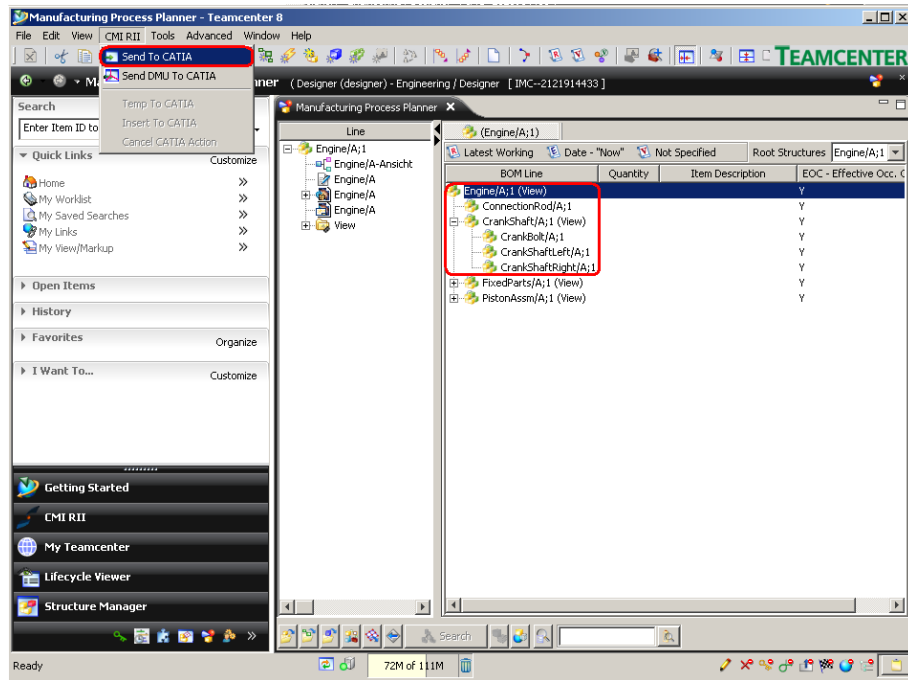 Manufacturing Process Planner - Teamcenter 8
File Edit View CMI RII Tools Advanced Window Help
Send To CATIA
Send DMU To CATIA
Temp To CATIA
Insert To CATIA
Cancel CATIA Action
TEAMCENTER
( Designer (designer) - Engineering / Designer [ IMC--2121914433 ]
Search
Enter Item ID to
Quick Links
Customize
Home
My Worklist
My Saved Searches
My Links
My View/Markup
Open Items
History
Favorites
Organize
I Want To...
Customize
Getting Started
CMI RII
My Teamcenter
Lifecycle Viewer
Structure Manager
Manufacturing Process Planner
Line
Engine/A;1
Engine/A-Ansicht
Engine/A
Engine/A
Engine/A
View
(Engine/A;1)
Latest Working Date - "Now" Not Specified Root Structures Engine/A;1
BOM Line Quantity Item Description EOC - Effective Occ. C
Engine/A;1 (View) Y
ConnectionRod/A;1 Y
CrankShaft/A;1 (View) Y
CrankBolt/A;1 Y
CrankShaftLeft/A;1 Y
CrankShaftRight/A;1 Y
FixedParts/A;1 (View) Y
PistonAssm/A;1 (View) Y
Search
Ready
72M of 111M